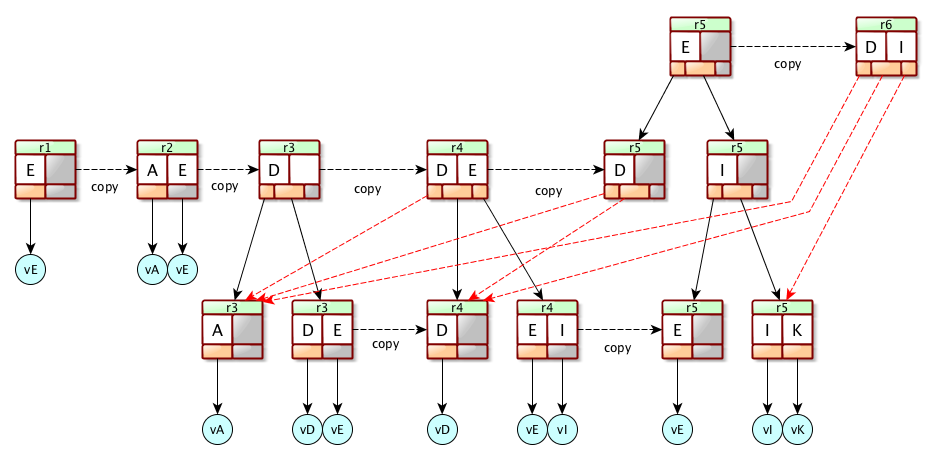 r5 r6
E D I
copy
r1 r2 r3 r4 r5 r5
E A E D D E D I
copy copy copy copy
vE vA vE
r3 r3 r4 r4 r5 r5
A D E D E I E I K
copy copy
vA vD vE vD vE vI vE vI vK